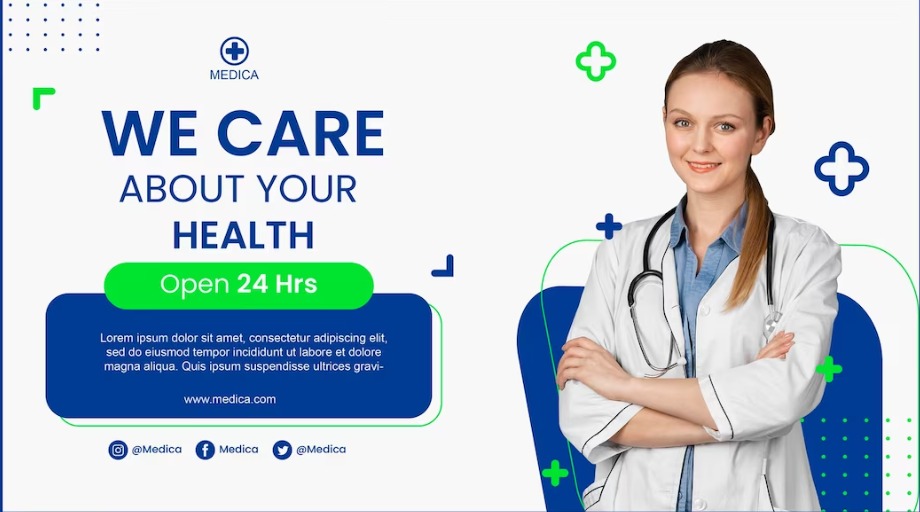 MEDICA
WE CARE
ABOUT YOUR
HEALTH
Open 24 Hrs
Lorem ipsum dolor sit amet, consectetur adipiscing elit,
sed do eiusmod tempor incididunt ut labore et dolore
magna aliqua. Quis ipsum suspendisse ultrices gravi-
www.medica.com
@Medica Medica @Medica